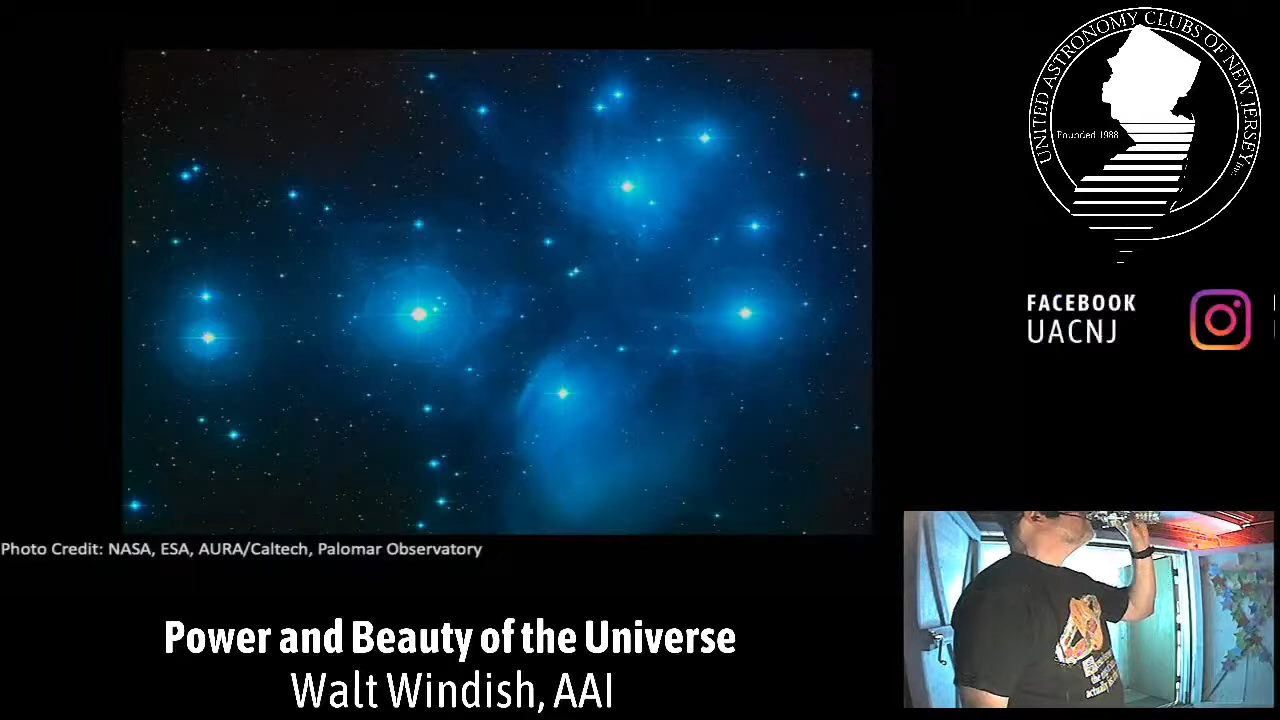 UNITED ASTRONOMY CLUBS OF NEW JERSEY, Inc.
Founded 1988
FACEBOOK
UACNJ
Photo Credit: NASA, ESA, AURA/Caltech, Palomar Observatory
Power and Beauty of the Universe
Walt Windish, AAI